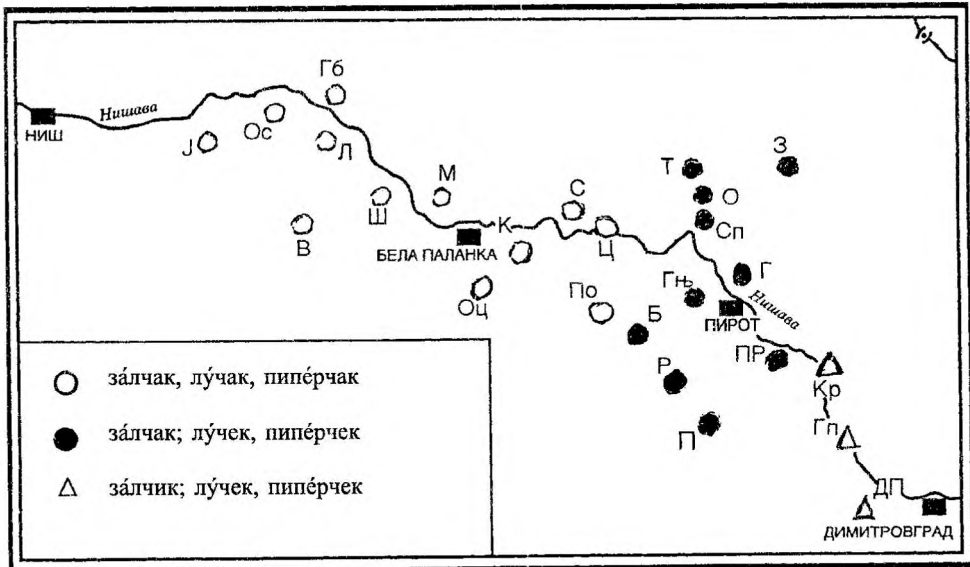 Гб
Нишава
НИШ
Ј
Ос
Л
Т
З
М
О
В
Ш
С
К
Сп
БЕЛА ПАЛАНКА
Ц
Г
Оц
По
Гњ
Нишава
Б
ПИРОТ
ПР
Р
Кр
П
Гп
ДП
ДИМИТРОВГРАД
за́лчак, лу́чак, пипе́рчак
за́лчак; лу́чек, пипе́рчек
за́лчик; лу́чек, пипе́рчек